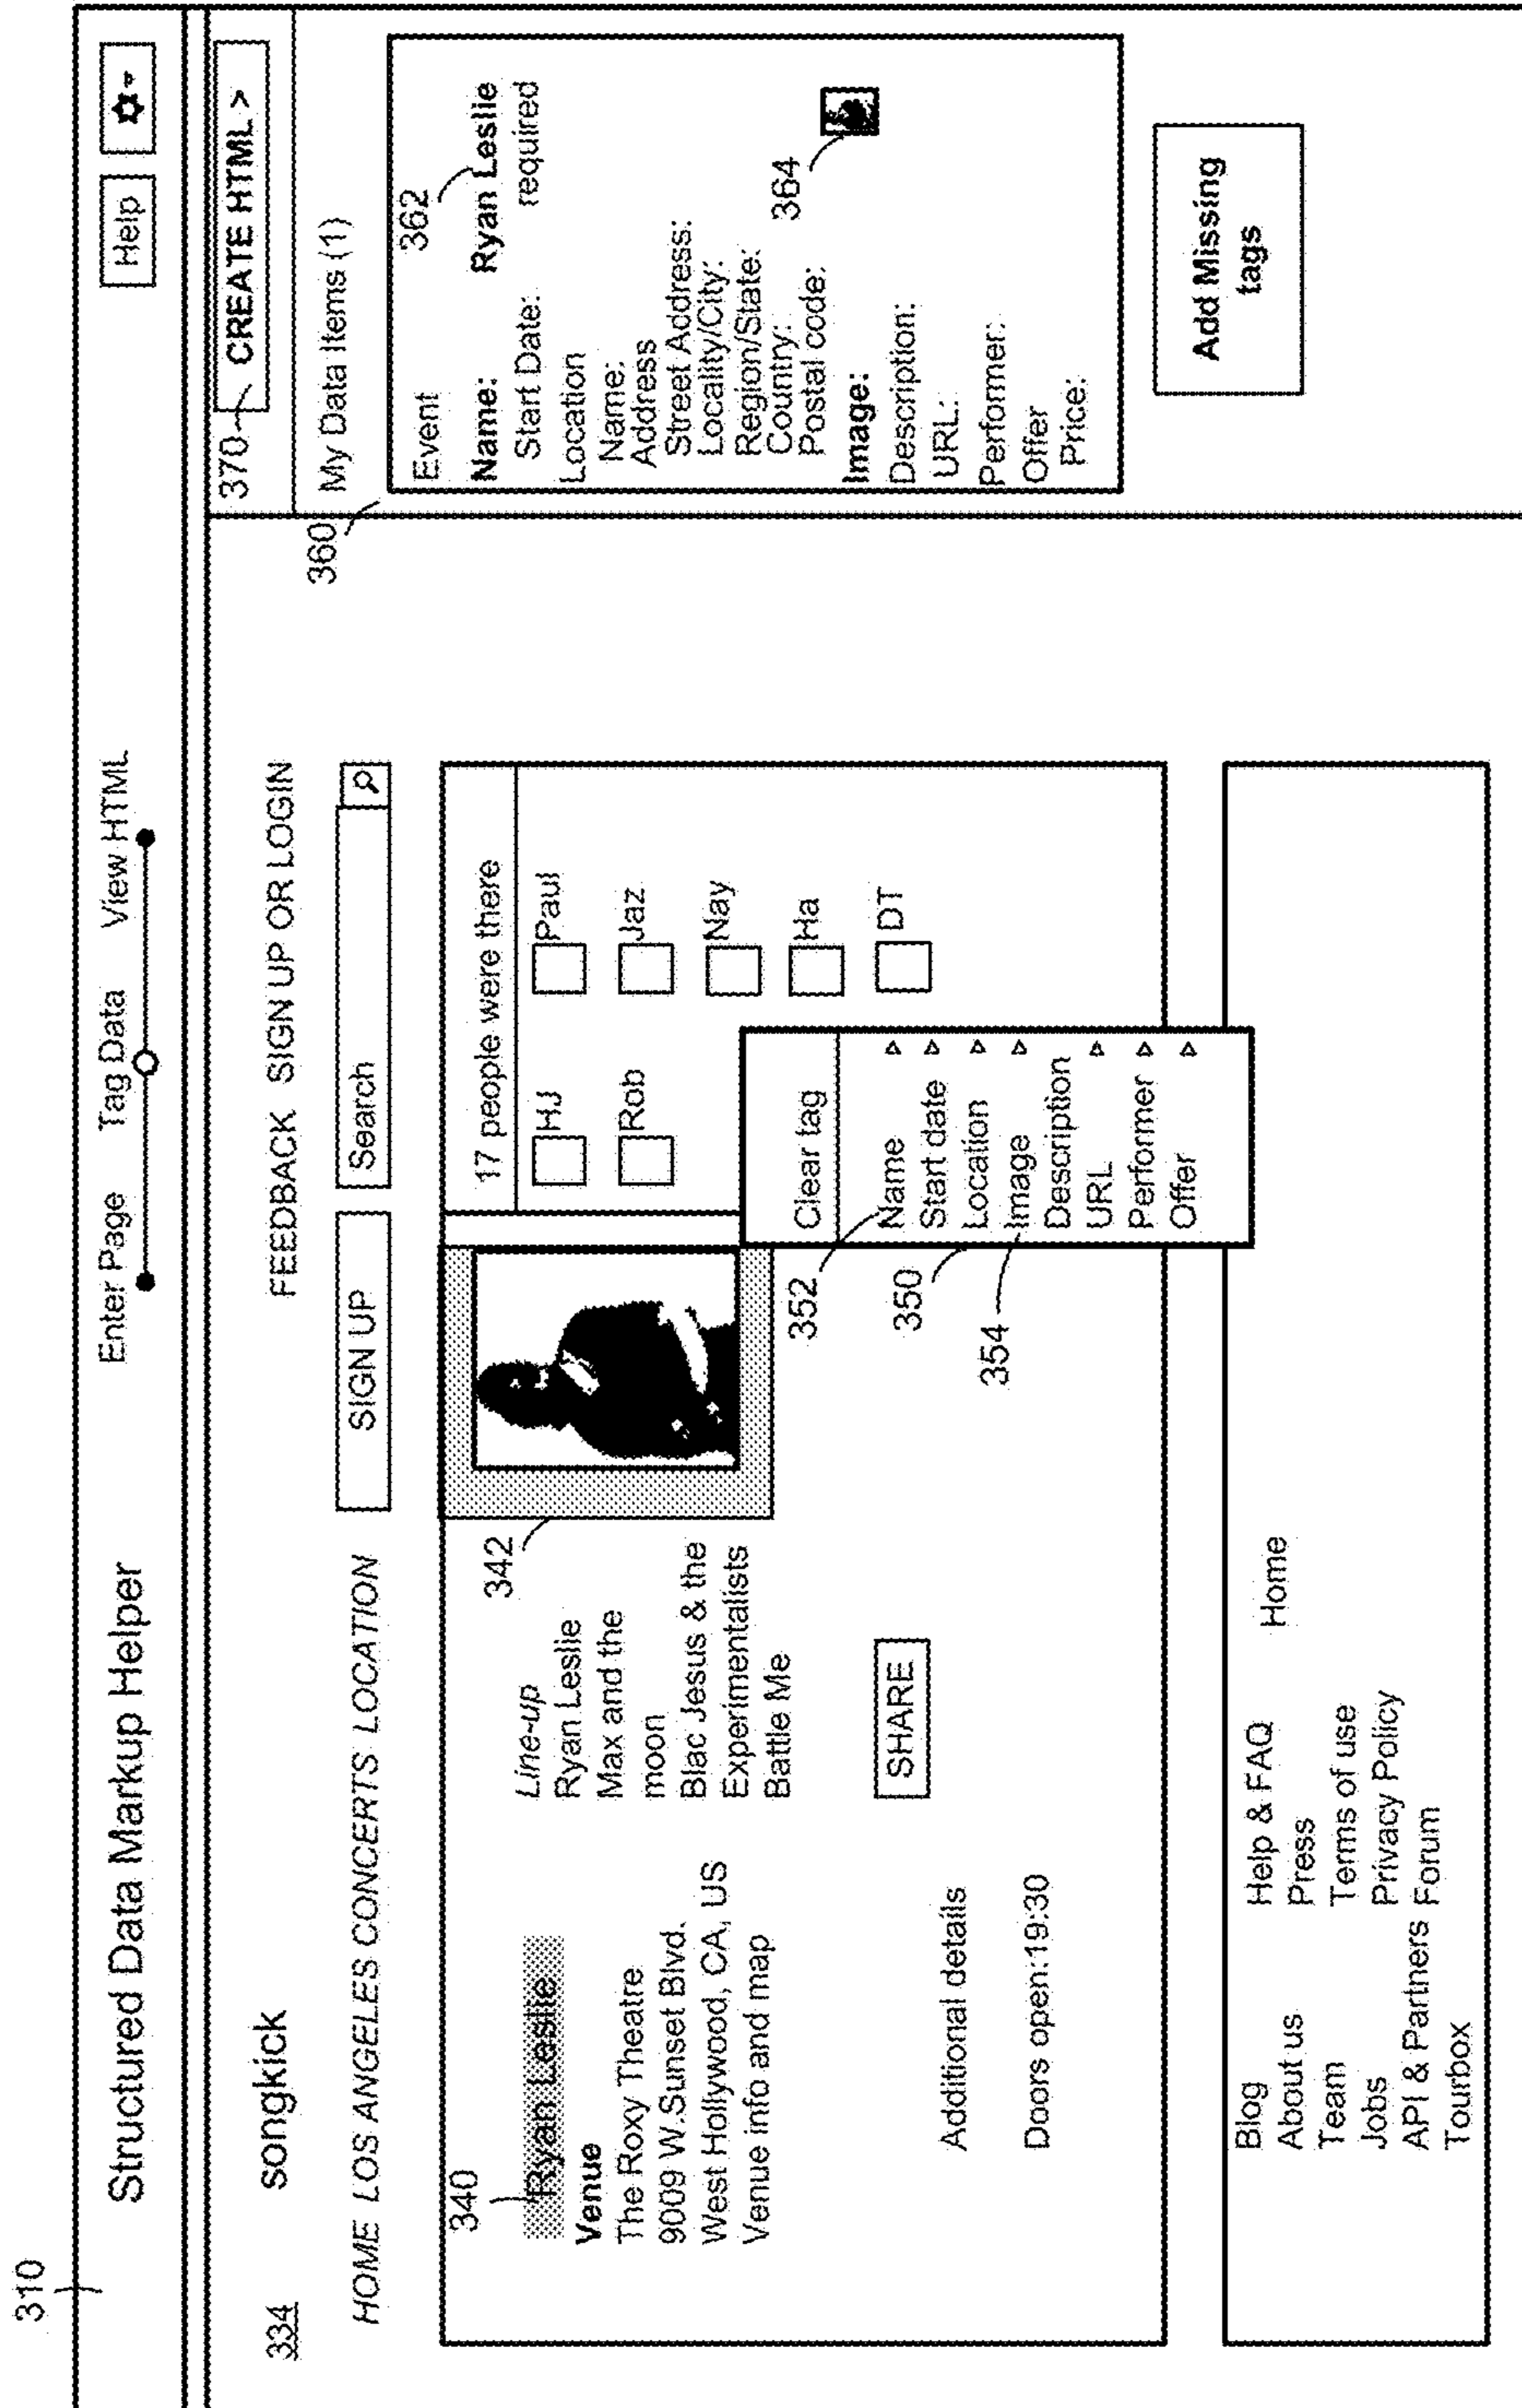 310
Structured Data Markup Helper
Enter Page Tag Data View HTML
Help
334 songkick
FEEDBACK SIGN UP OR LOGIN
HOME LOS ANGELES CONCERTS LOCATION
SIGN UP
Search
340
Ryan Leslie
Venue
The Roxy Theatre
9009 W.Sunset Blvd.
West Hollywood, CA, US
Venue info and map
Additional details
Doors open:19:30
Line-up
Ryan Leslie
Max and the
moon
Blac Jesus & the
Experimentalists
Battle Me
SHARE
342
17 people were there
HJ Paul
Rob Jaz
Nay
Ha
DT
Clear tag
352
Name
Start date
350
Location
354
Image
Description
URL
Performer
Offer
Blog
About us
Team
Jobs
API & Partners
Tourbox
Help & FAQ
Press
Terms of use
Privacy Policy
Forum
Home
370 CREATE HTML >
My Data Items (1)
360
Event
362
Name: Ryan Leslie
Start Date: required
Location
Name:
Address
Street Address:
Locality/City:
Region/State:
Country:
Postal code:
364
Image:
Description:
URL:
Performer:
Offer
Price:
Add Missing
tags